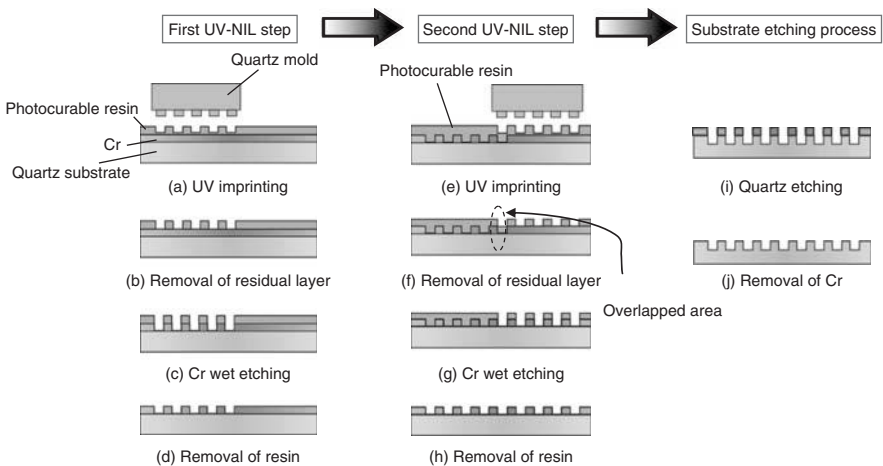 First UV-NIL step
Second UV-NIL step
Substrate etching process
Quartz mold
Photocurable resin
Cr
Quartz substrate
(a) UV imprinting
(b) Removal of residual layer
(c) Cr wet etching
(d) Removal of resin
Photocurable resin
(e) UV imprinting
(f) Removal of residual layer
Overlapped area
(g) Cr wet etching
(h) Removal of resin
(i) Quartz etching
(j) Removal of Cr